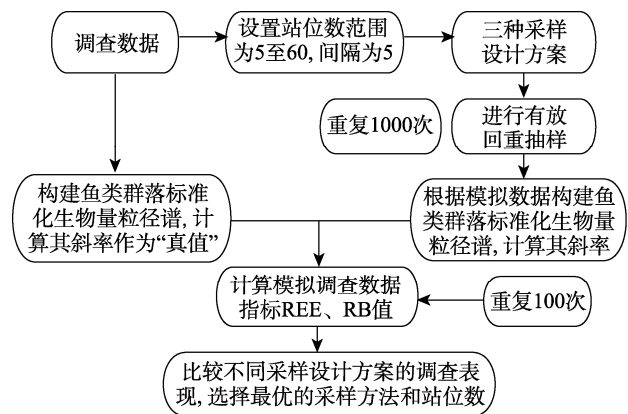 调查数据
设置站位数范围
为5至60, 间隔为5
三种采样
设计方案
重复1000次
进行有放
回重抽样
构建鱼类群落标准
化生物量粒径谱, 计
算其斜率作为“真值”
根据模拟数据构建鱼
类群落标准化生物量
粒径谱, 计算其斜率
计算模拟调查数据
指标REE、RB值
重复100次
比较不同采样设计方案的调查表
现, 选择最优的采样方法和站位数